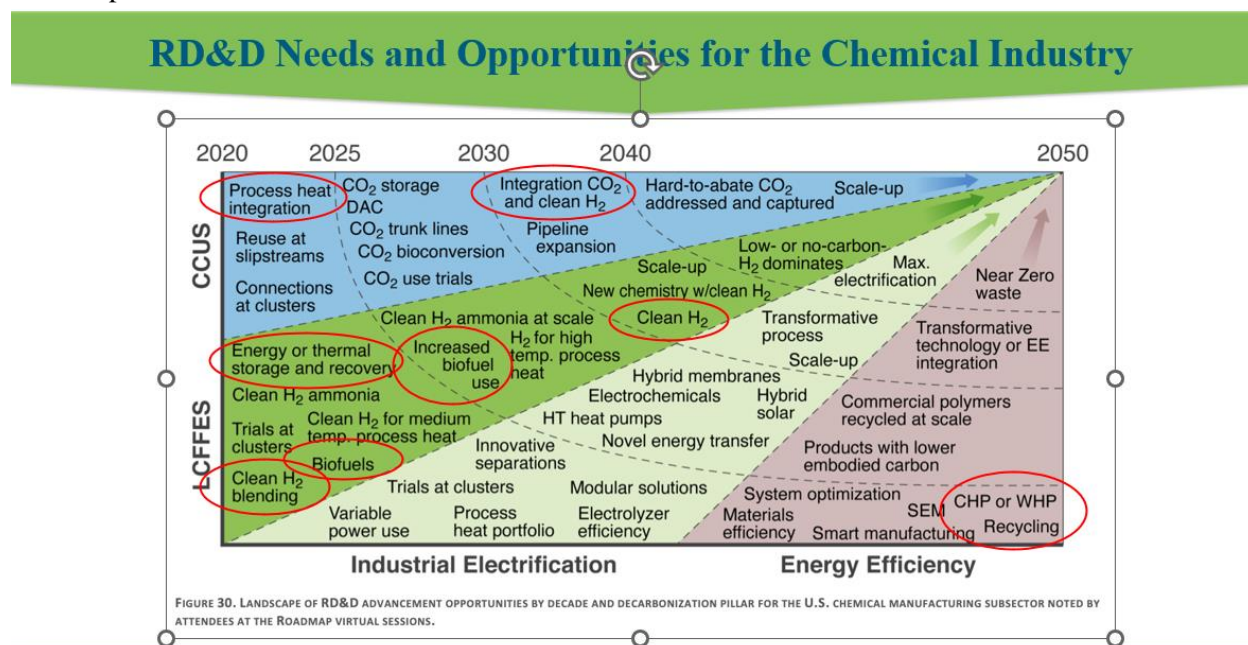 RD&D Needs and Opportunities for the Chemical Industry
2020 2025 2030 2040 2050
CCUS
Process heat
integration
Reuse at
slipstreams
Connections
at clusters
CO₂ storage
DAC
CO₂ trunk lines
CO₂ bioconversion
CO₂ use trials
Integration CO₂
and clean H₂
Pipeline
expansion
Hard-to-abate CO₂
addressed and captured
Scale-up
LCFFES
Energy or thermal
storage and recovery
Clean H₂ ammonia
Trials at
clusters
Clean H₂ for medium
temp. process heat
Biofuels
Clean H₂
blending
Clean H₂ ammonia at scale
Increased
biofuel
use
H₂ for high
temp. process
heat
Scale-up
New chemistry w/clean H₂
Clean H₂
Low- or no-carbon-
H₂ dominates
Max.
electrification
Transformative
process
Scale-up
Hybrid membranes
Electrochemicals
Hybrid
solar
HT heat pumps
Novel energy transfer
Innovative
separations
Trials at clusters
Modular solutions
Variable
power use
Process
heat portfolio
Electrolyzer
efficiency
Near Zero
waste
Transformative
technology or EE
integration
Commercial polymers
recycled at scale
Products with lower
embodied carbon
System optimization
SEM
CHP or WHP
Materials
efficiency
Smart manufacturing
Recycling
Industrial Electrification
Energy Efficiency
FIGURE 30. LANDSCAPE OF RD&D ADVANCEMENT OPPORTUNITIES BY DECADE AND DECARBONIZATION PILLAR FOR THE U.S. CHEMICAL MANUFACTURING SUBSECTOR NOTED BY
ATTENDEES AT THE ROADMAP VIRTUAL SESSIONS.